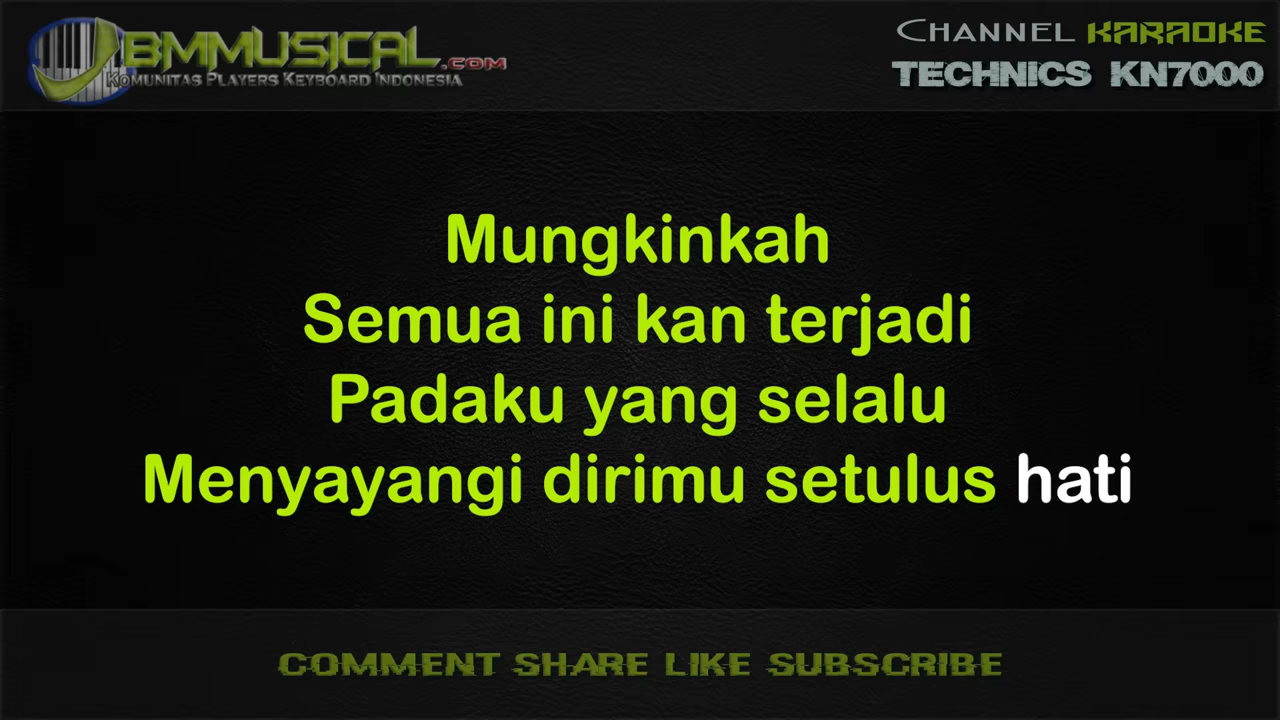 BMMUSICAL.COM
KOMUNITAS PLAYERS KEYBOARD INDONESIA
CHANNEL KARAOKE
TECHNICS KN7000
Mungkinkah
Semua ini kan terjadi
Padaku yang selalu
Menyayangi dirimu setulus hati
COMMENT SHARE LIKE SUBSCRIBE